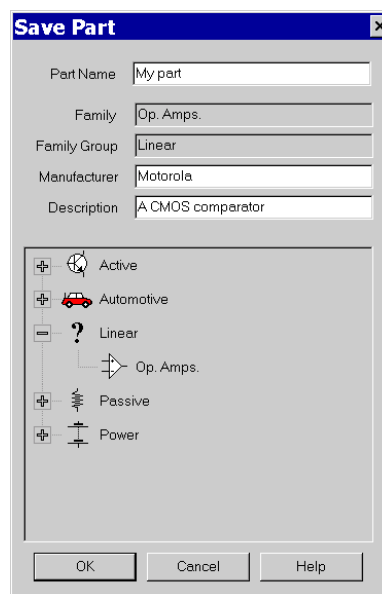 Save Part
Part Name My part
Family Op. Amps.
Family Group Linear
Manufacturer Motorola
Description A CMOS comparator
Active
Automotive
? Linear
Op. Amps.
Passive
Power
OK Cancel Help